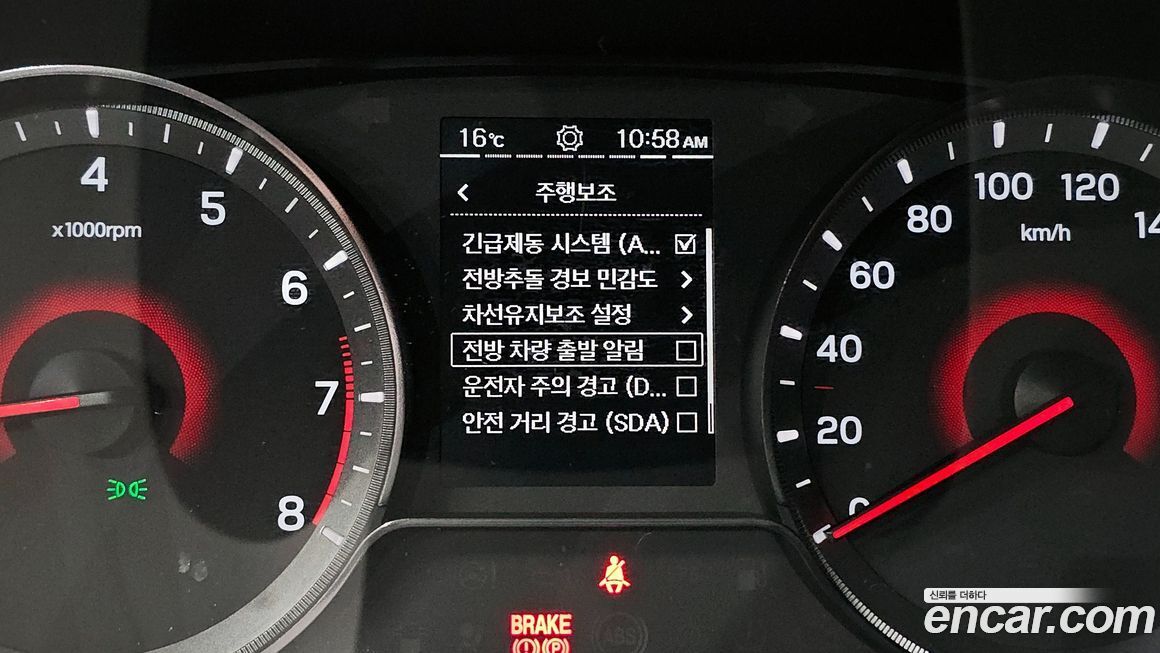 16℃ 10:58 AM
주행보조
긴급제동 시스템 (A...
전방추돌 경보 민감도
차선유지보조 설정
전방 차량 출발 알림
운전자 주의 경고 (D...
안전 거리 경고 (SDA)
4
5
6
7
8
x1000rpm
0
20
40
60
80
100
120
14
km/h
BRAKE
(!) (P)
ABS
신뢰를 더하다
encar.com